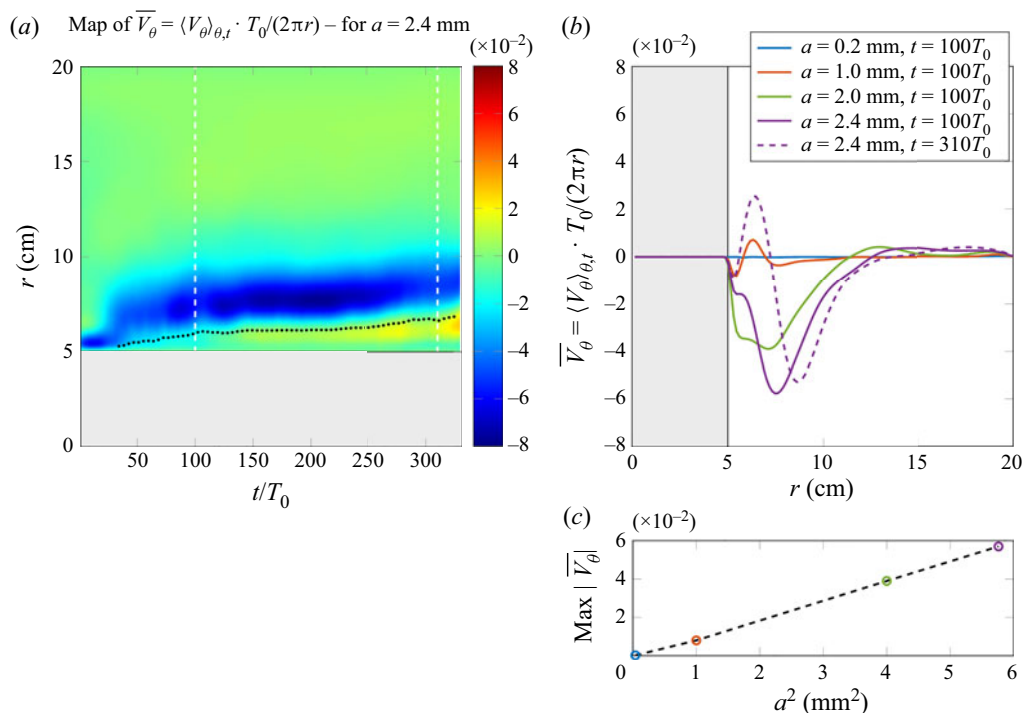 (a) Map of V̅θ = ⟨Vθ⟩θ,t · T0/(2πr) – for a = 2.4 mm
(×10–2)
20
15
10
5
0
r (cm)
50 100 150 200 250 300
t/T0
8
6
4
2
0
–2
–4
–6
–8
(b) (×10–2)
a = 0.2 mm, t = 100T0
a = 1.0 mm, t = 100T0
a = 2.0 mm, t = 100T0
a = 2.4 mm, t = 100T0
a = 2.4 mm, t = 310T0
8
6
4
2
0
–2
–4
–6
–8
V̅θ = ⟨Vθ⟩θ,t · T0/(2πr)
0 5 10 15 20
r (cm)
(c) (×10–2)
6
4
2
Max |V̅θ|
0 1 2 3 4 5 6
a2 (mm2)